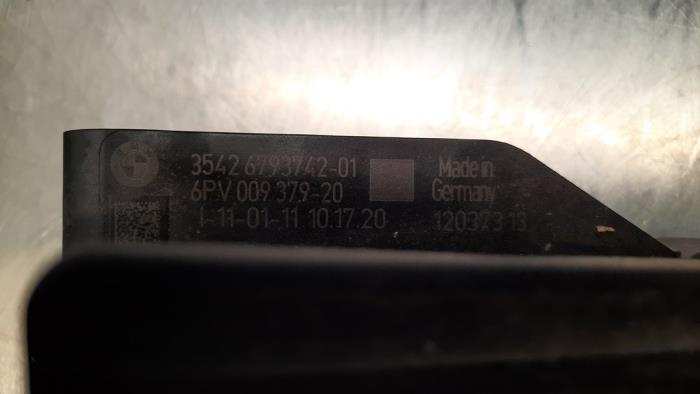 3542 6793742-01
6PV 009 379-20
I-11-01-11 10.17.20
Made in
Germany
12037313